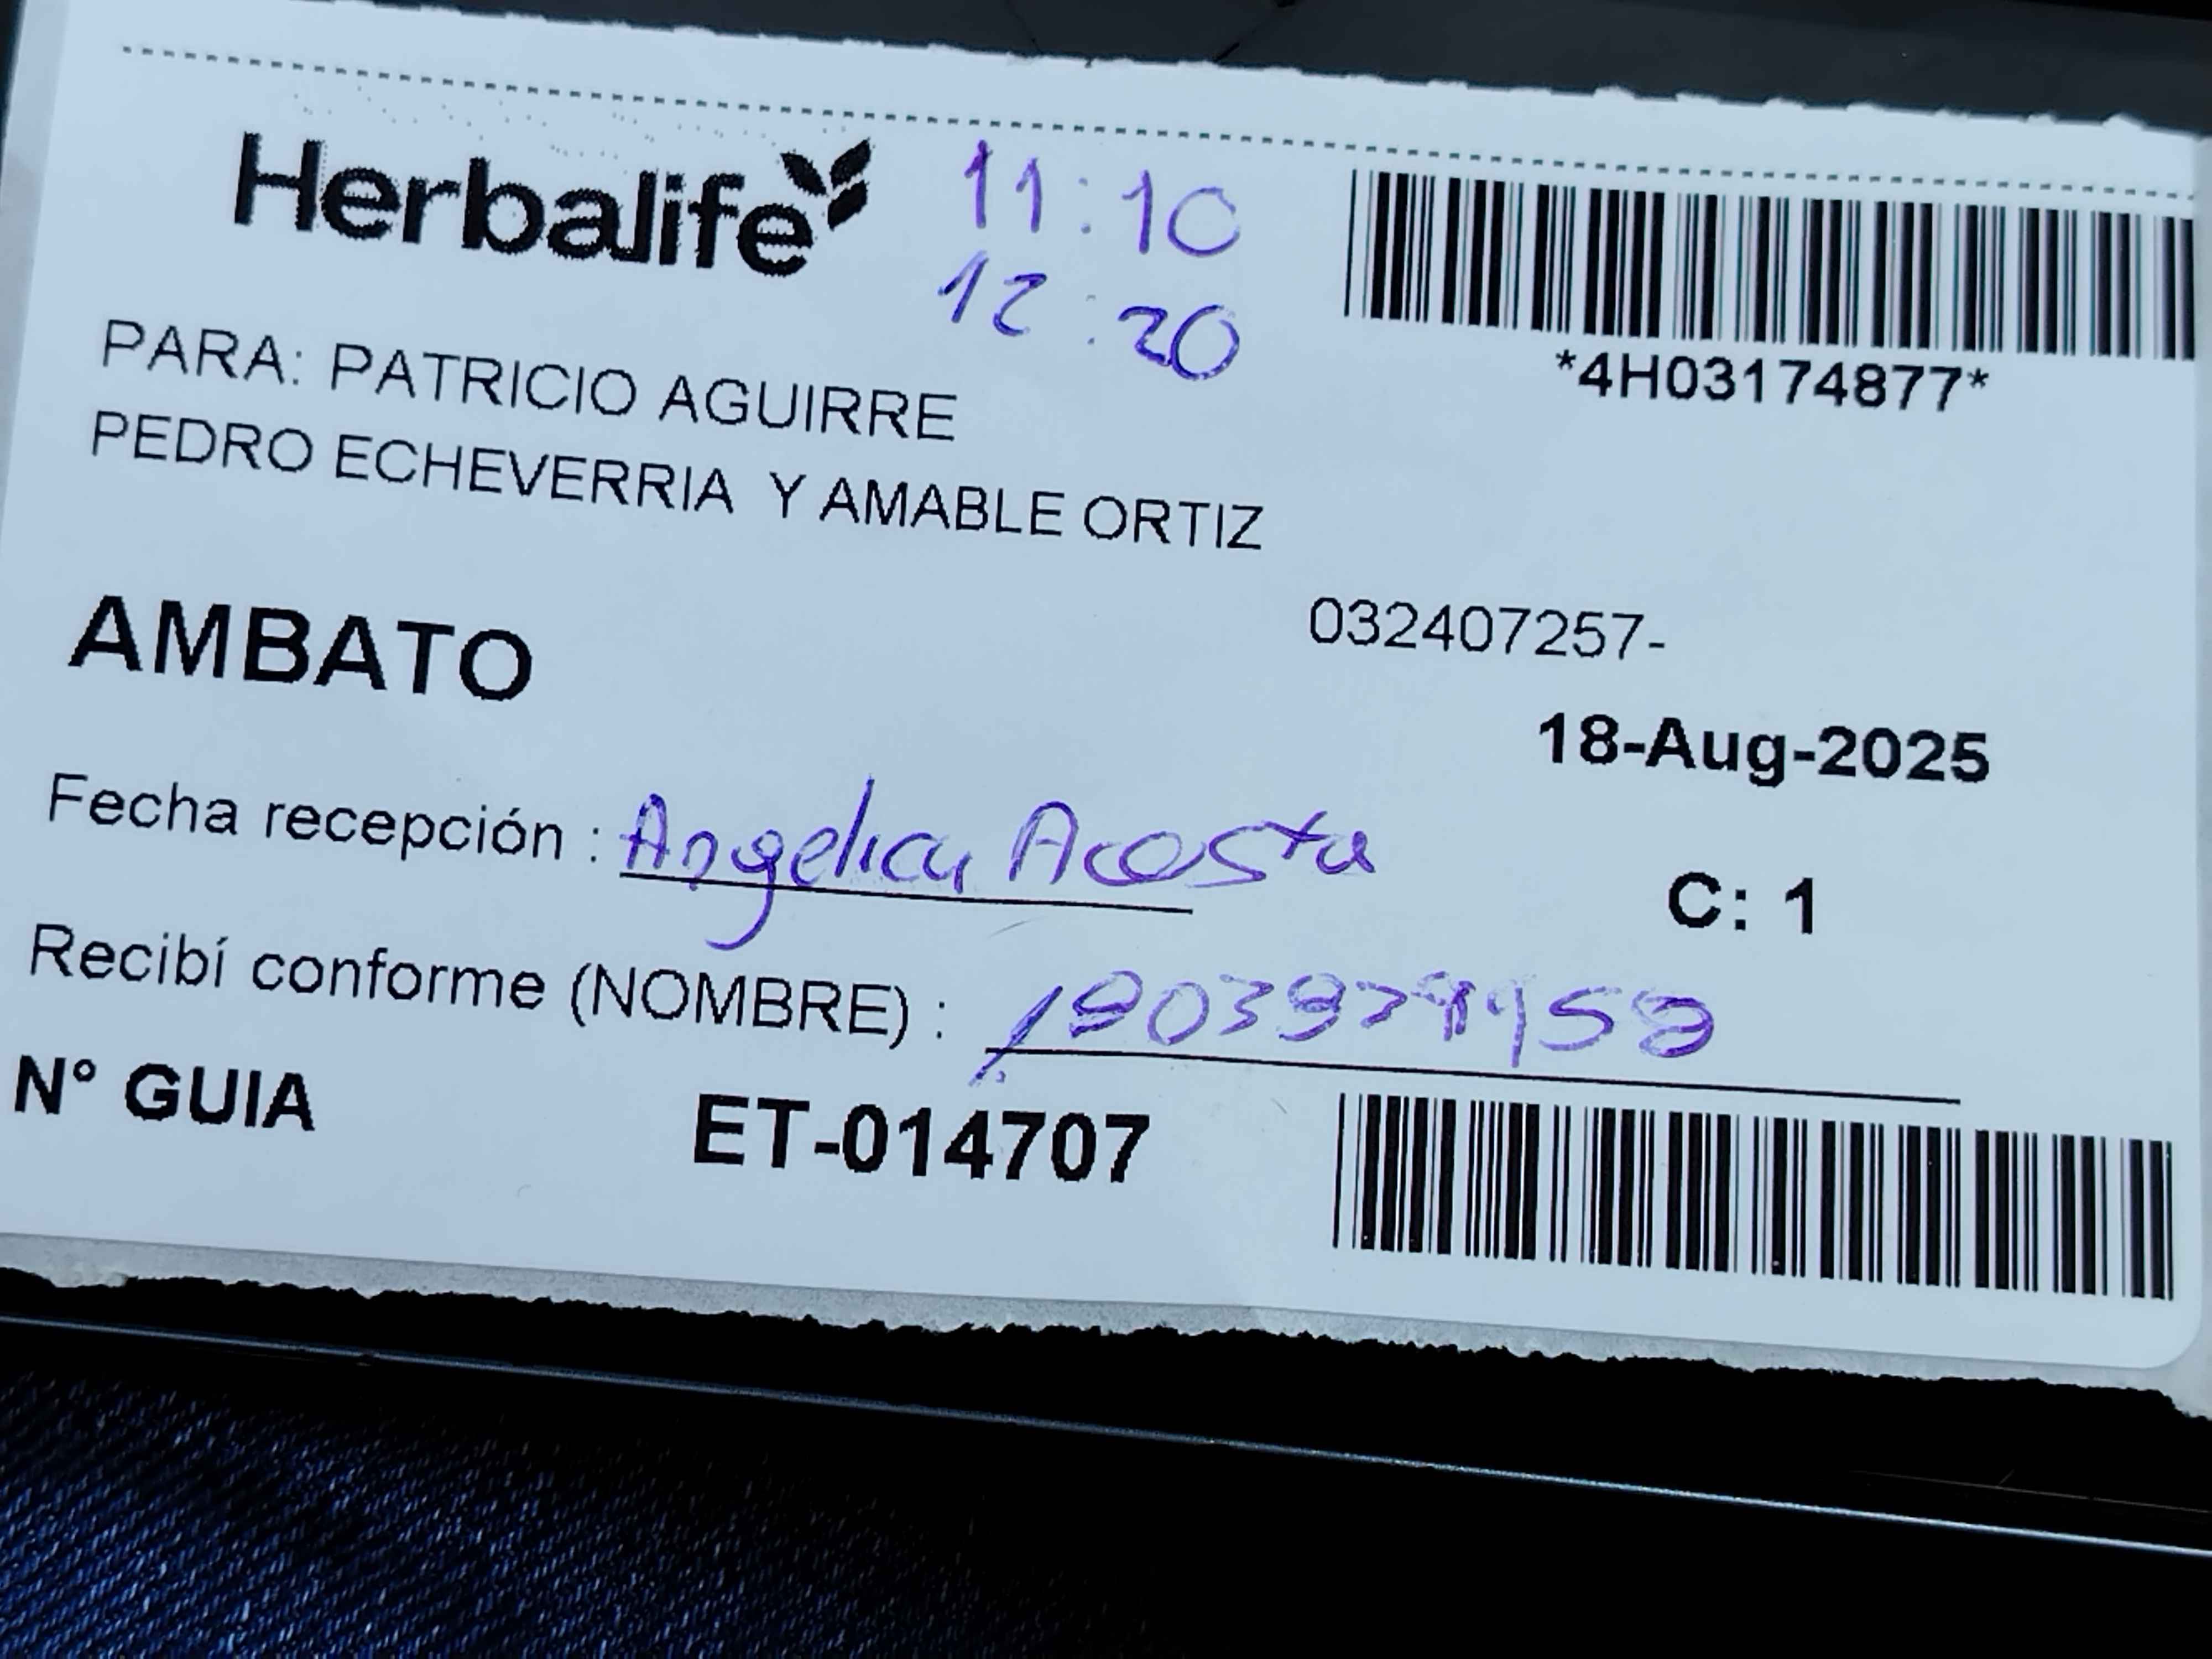 Herbalife
11:10
12:20
*4H03174877*
PARA: PATRICIO AGUIRRE
PEDRO ECHEVERRIA Y AMABLE ORTIZ
032407257-
AMBATO
18-Aug-2025
Fecha recepción : Angelica Acosta
C: 1
Recibí conforme (NOMBRE) :
N° GUIA ET-014707